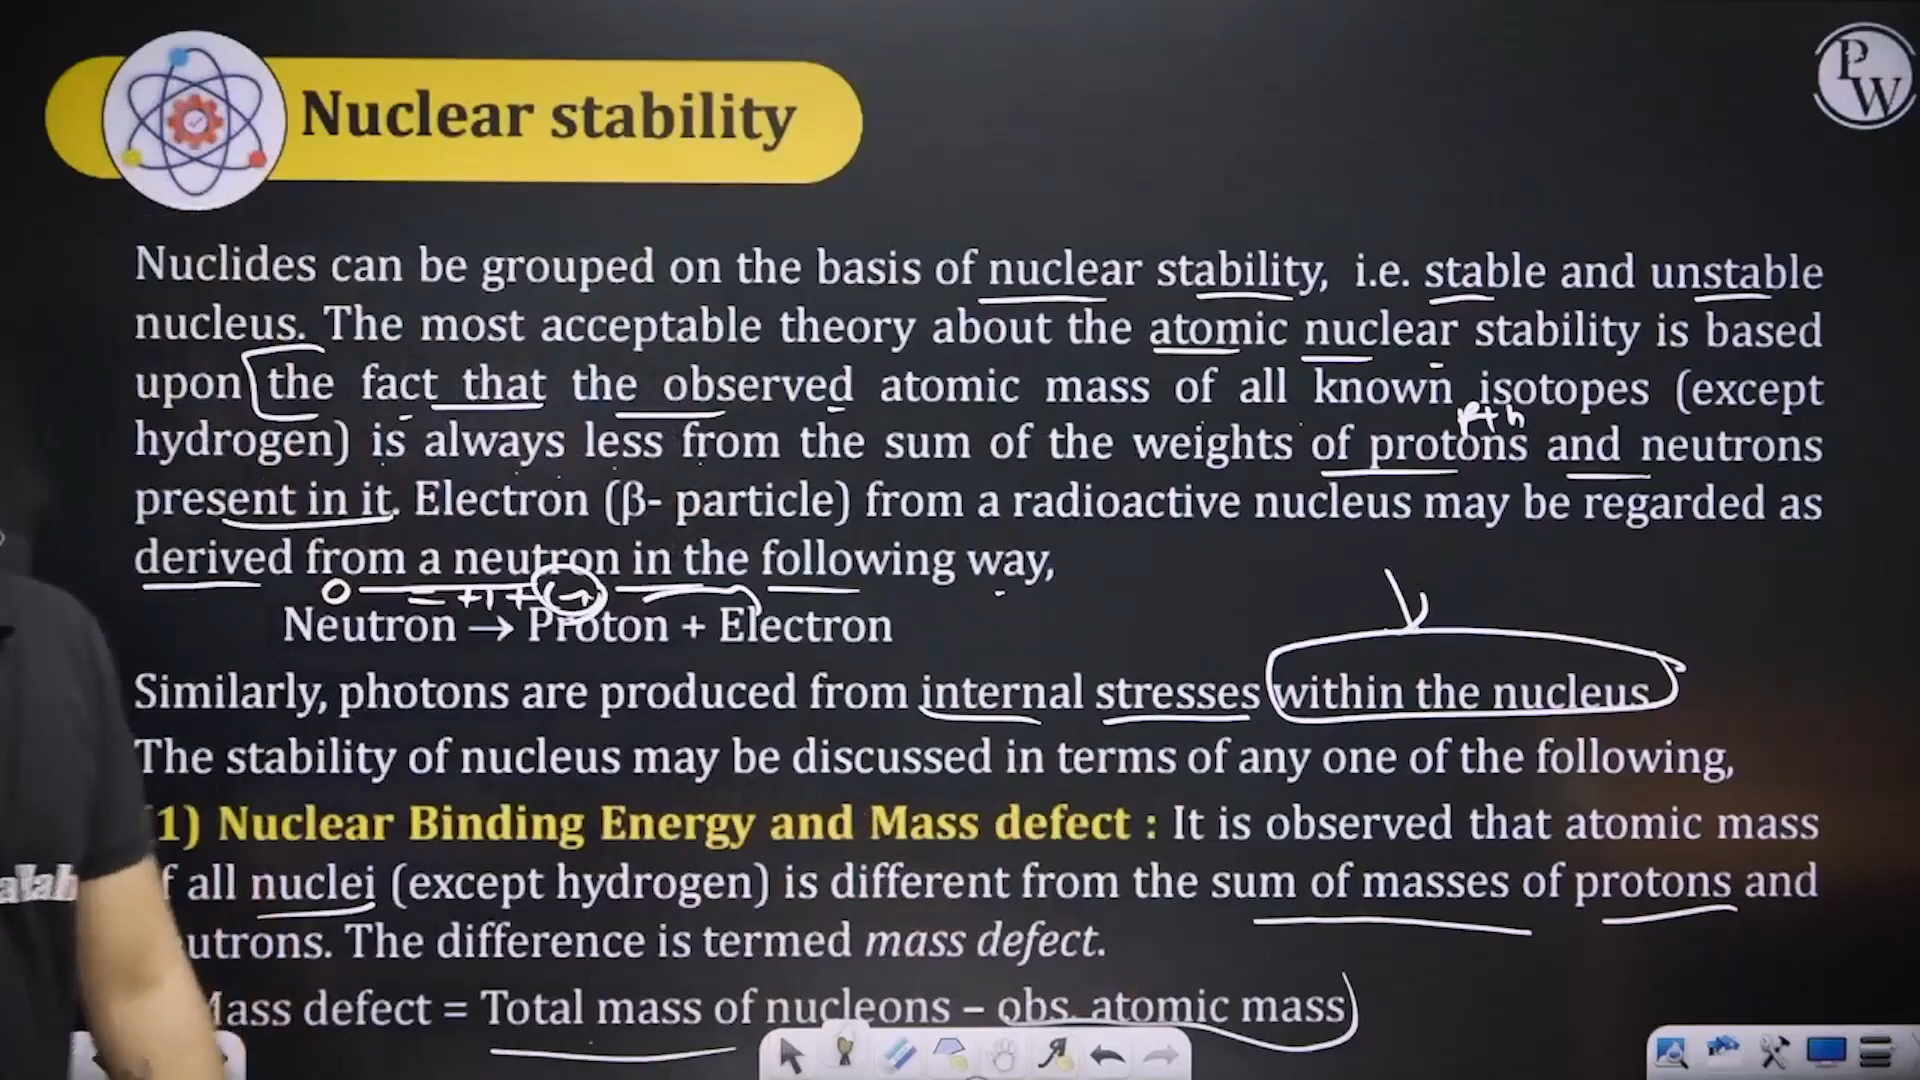 Nuclear stability
PW
Nuclides can be grouped on the basis of nuclear stability, i.e. stable and unstable
nucleus. The most acceptable theory about the atomic nuclear stability is based
upon the fact that the observed atomic mass of all known isotopes (except
p+n
hydrogen) is always less from the sum of the weights of protons and neutrons
present in it. Electron (β- particle) from a radioactive nucleus may be regarded as
derived from a neutron in the following way,
Neutron → Proton + Electron
Similarly, photons are produced from internal stresses within the nucleus
The stability of nucleus may be discussed in terms of any one of the following,
1) Nuclear Binding Energy and Mass defect : It is observed that atomic mass
f all nuclei (except hydrogen) is different from the sum of masses of protons and
utrons. The difference is termed mass defect.
Mass defect = Total mass of nucleons – obs. atomic mass